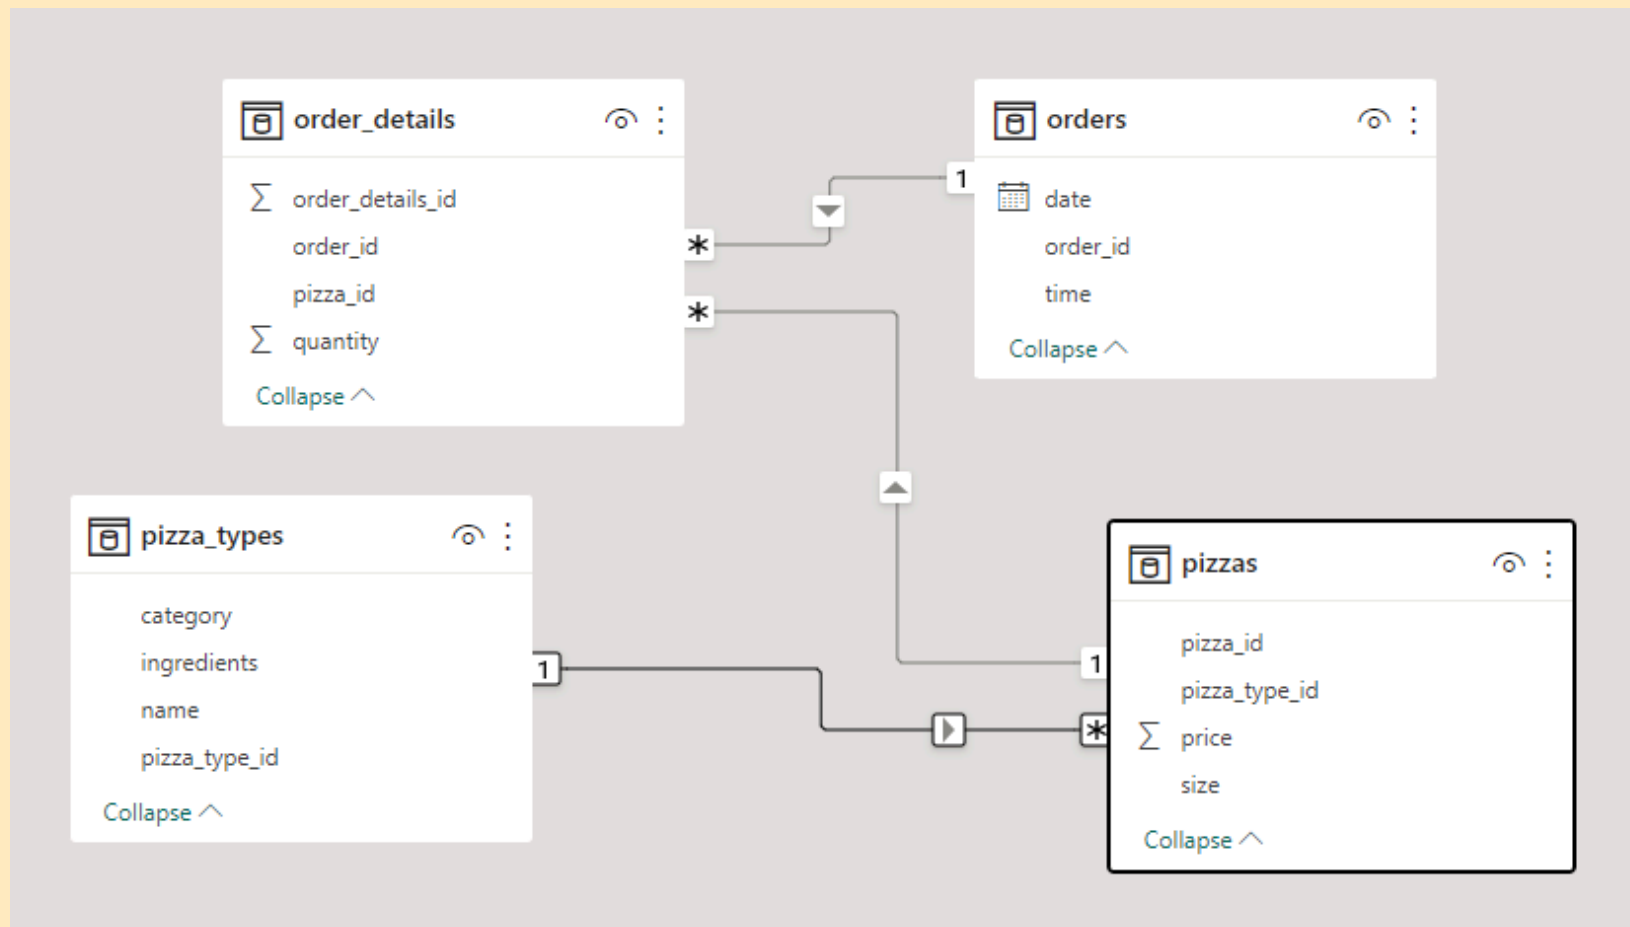 order_details
order_details_id
order_id
pizza_id
quantity
Collapse
orders
date
order_id
time
Collapse
1
*
*
pizza_types
category
ingredients
name
pizza_type_id
Collapse
1
pizzas
pizza_id
pizza_type_id
price
size
Collapse
1
*